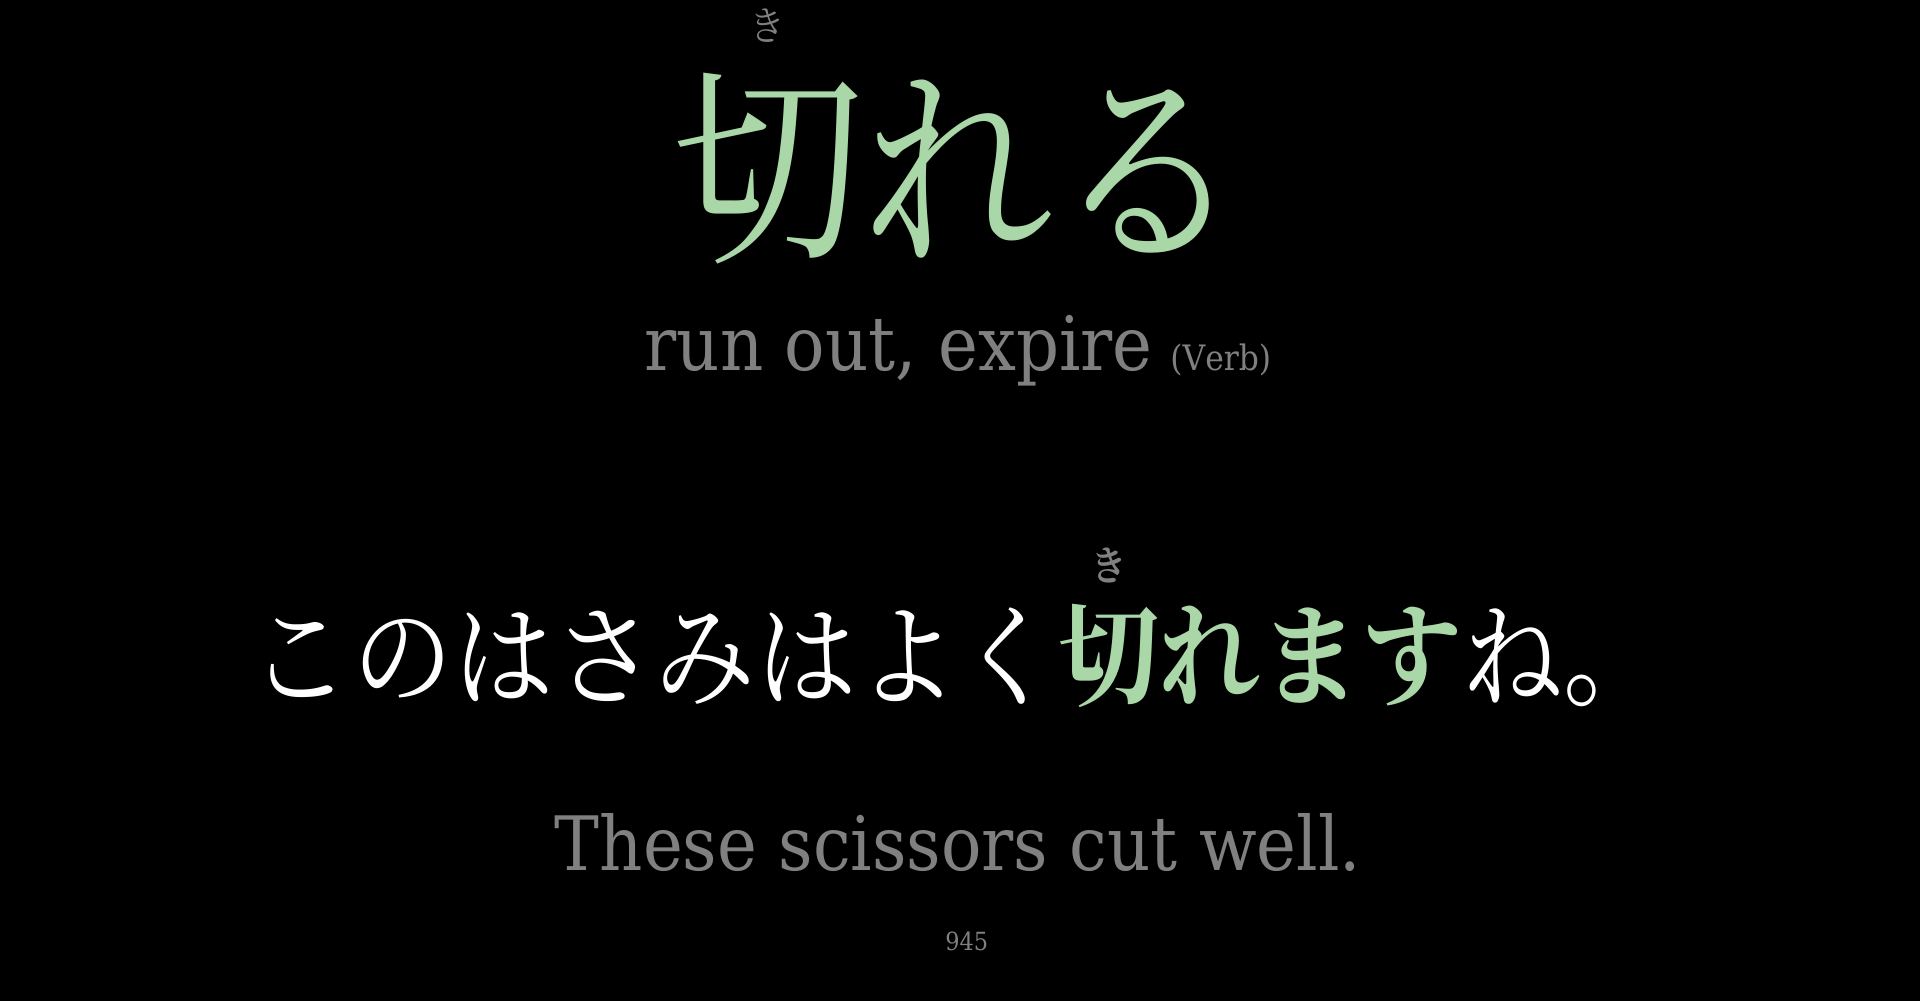 き
切れる
run out, expire (Verb)
き
このはさみはよく切れますね。
These scissors cut well.
945